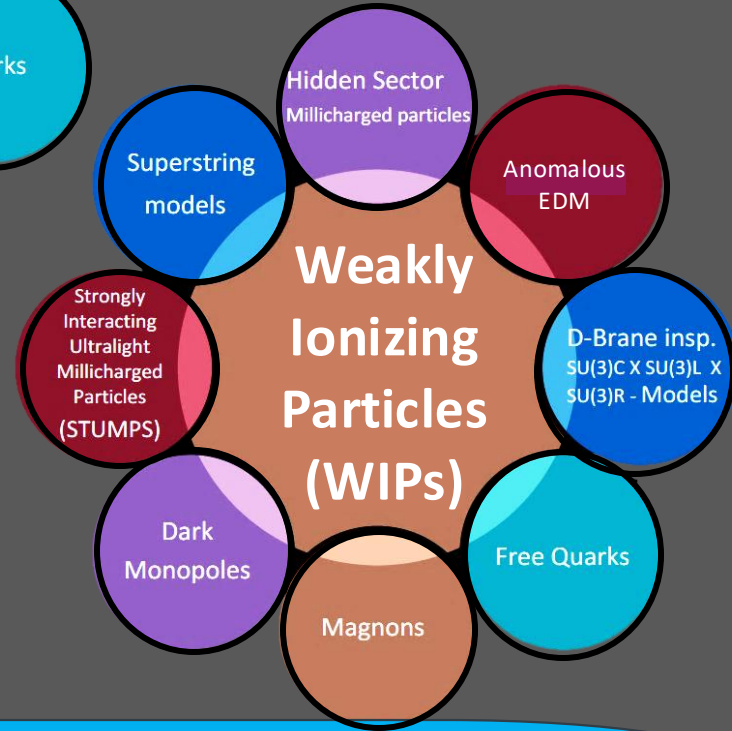 rks
Hidden Sector
Millicharged particles
Superstring
models
Anomalous
EDM
Weakly
Ionizing
Particles
(WIPs)
Strongly
Interacting
Ultralight
Millicharged
Particles
(STUMPS)
D-Brane insp.
SU(3)C X SU(3)L X
SU(3)R - Models
Dark
Monopoles
Free Quarks
Magnons